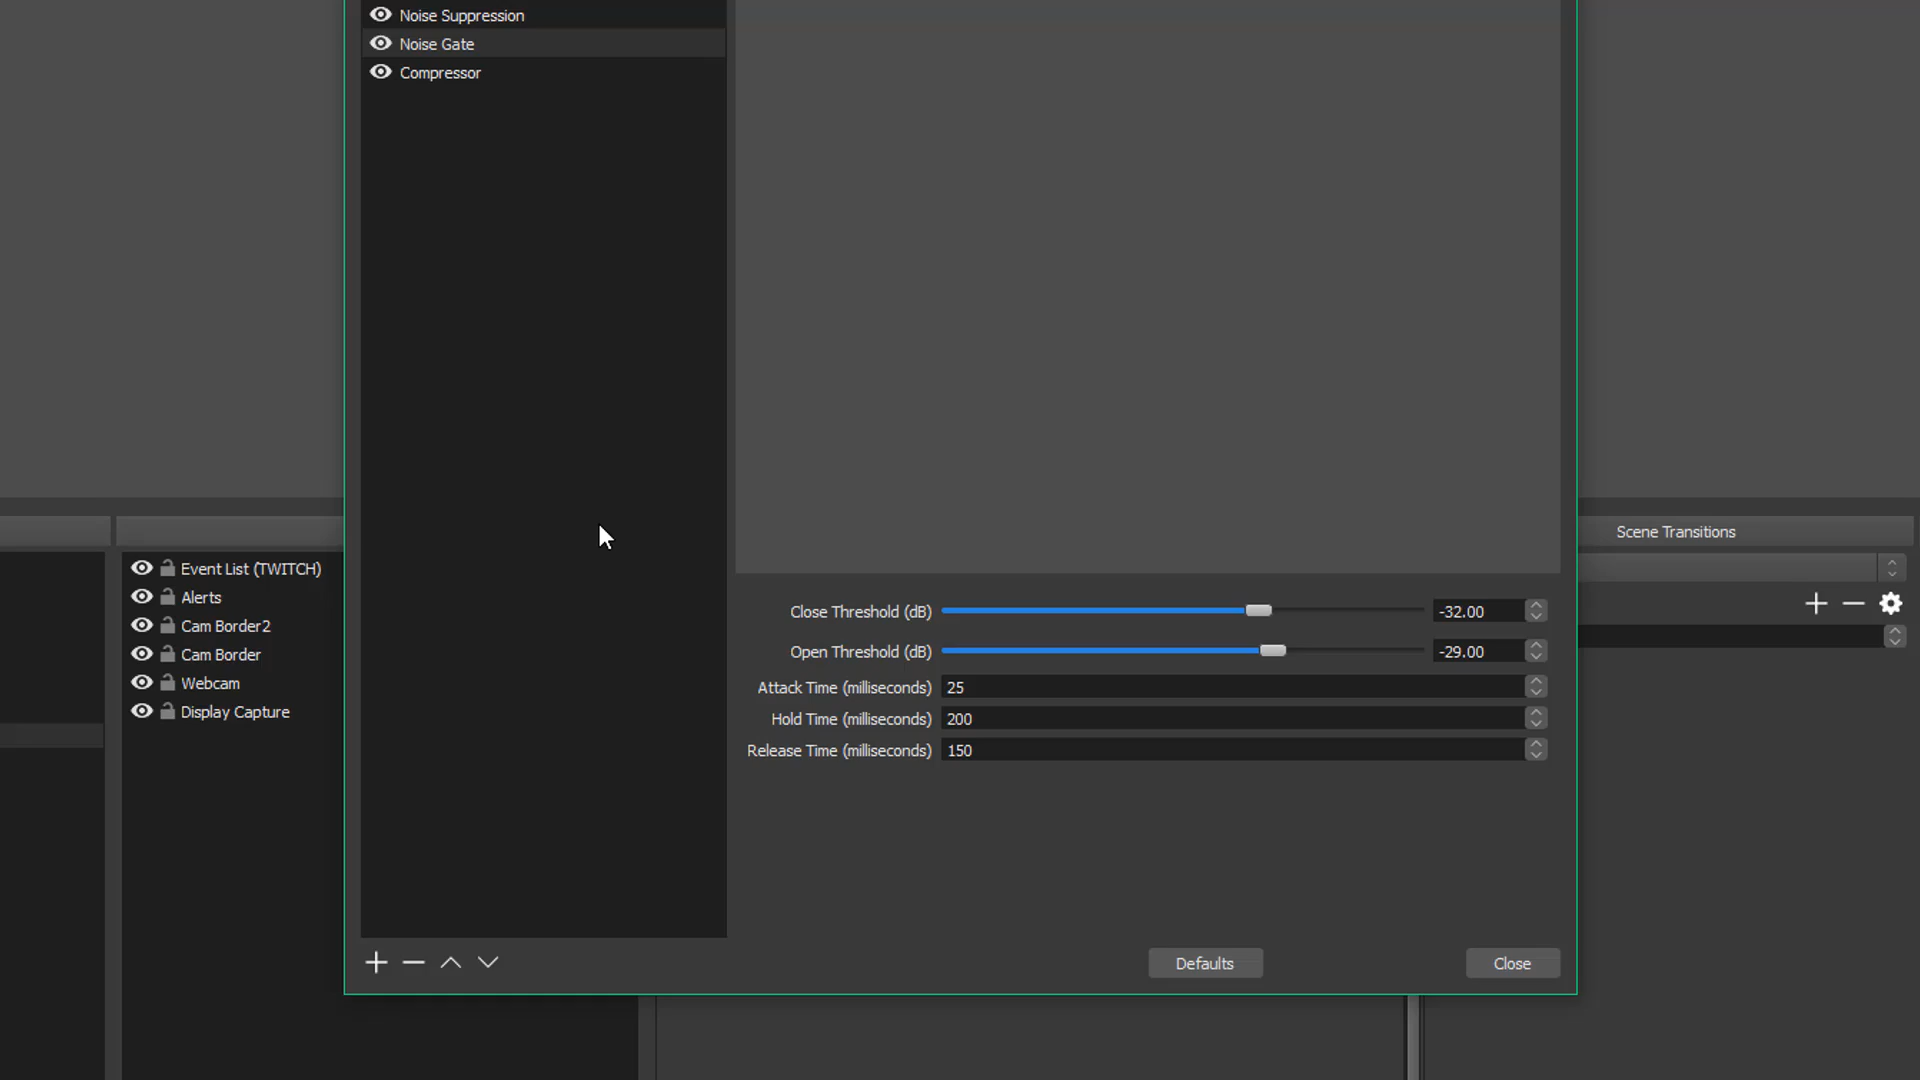 Noise Suppression
Noise Gate
Compressor
Scene Transitions
Event List (TWITCH)
Alerts
Cam Border2
Cam Border
Webcam
Display Capture
Close Threshold (dB) -32.00
Open Threshold (dB) -29.00
Attack Time (milliseconds) 25
Hold Time (milliseconds) 200
Release Time (milliseconds) 150
Defaults
Close